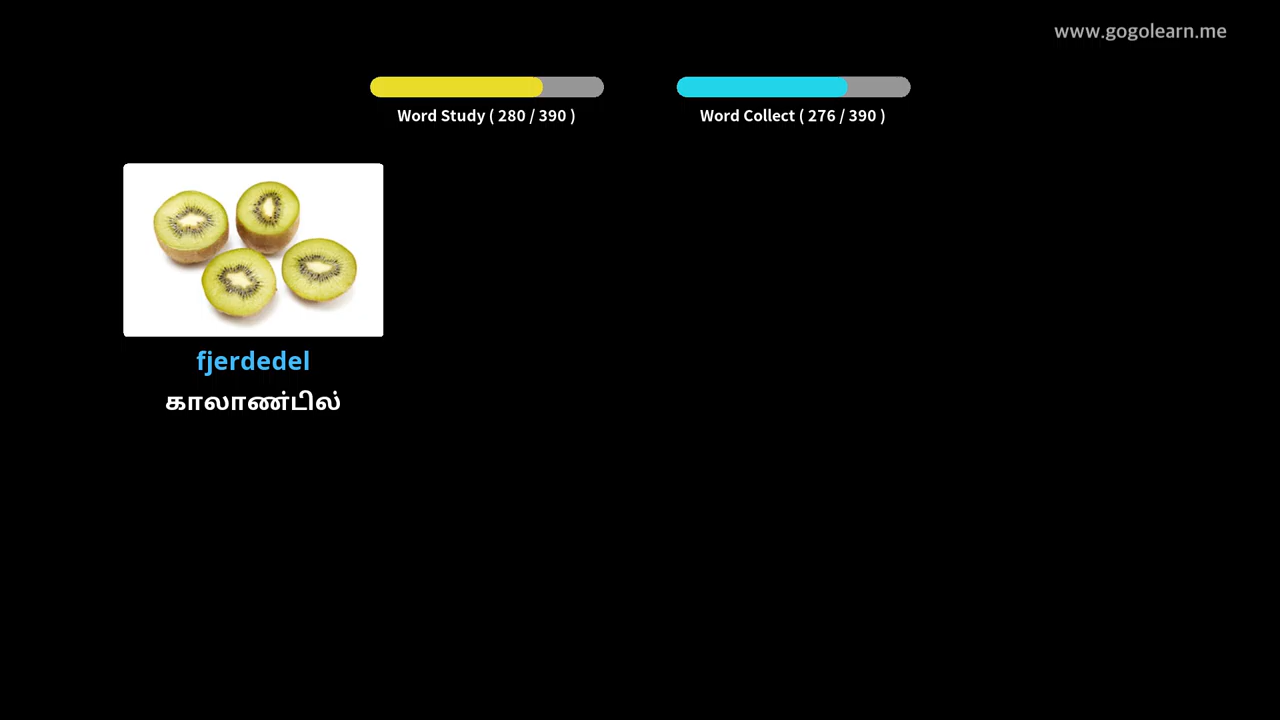 www.gogolearn.me
Word Study ( 280 / 390 )
Word Collect ( 276 / 390 )
fjerdedel
காலாண்டில்